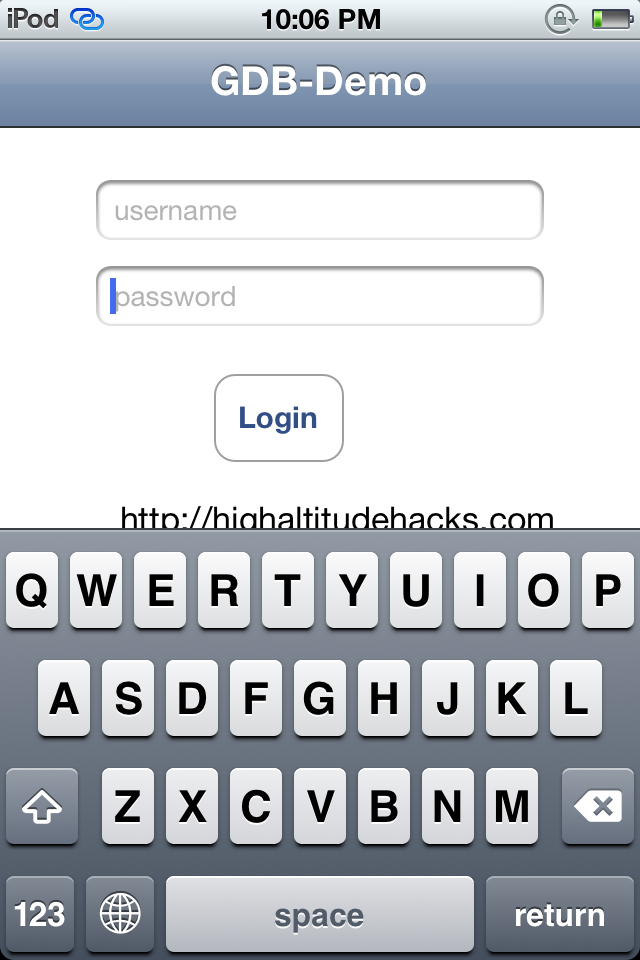 iPod 10:06 PM
GDB-Demo
username
password
Login
http://highaltitudehacks.com
Q W E R T Y U I O P
A S D F G H J K L
Z X C V B N M
123 space return